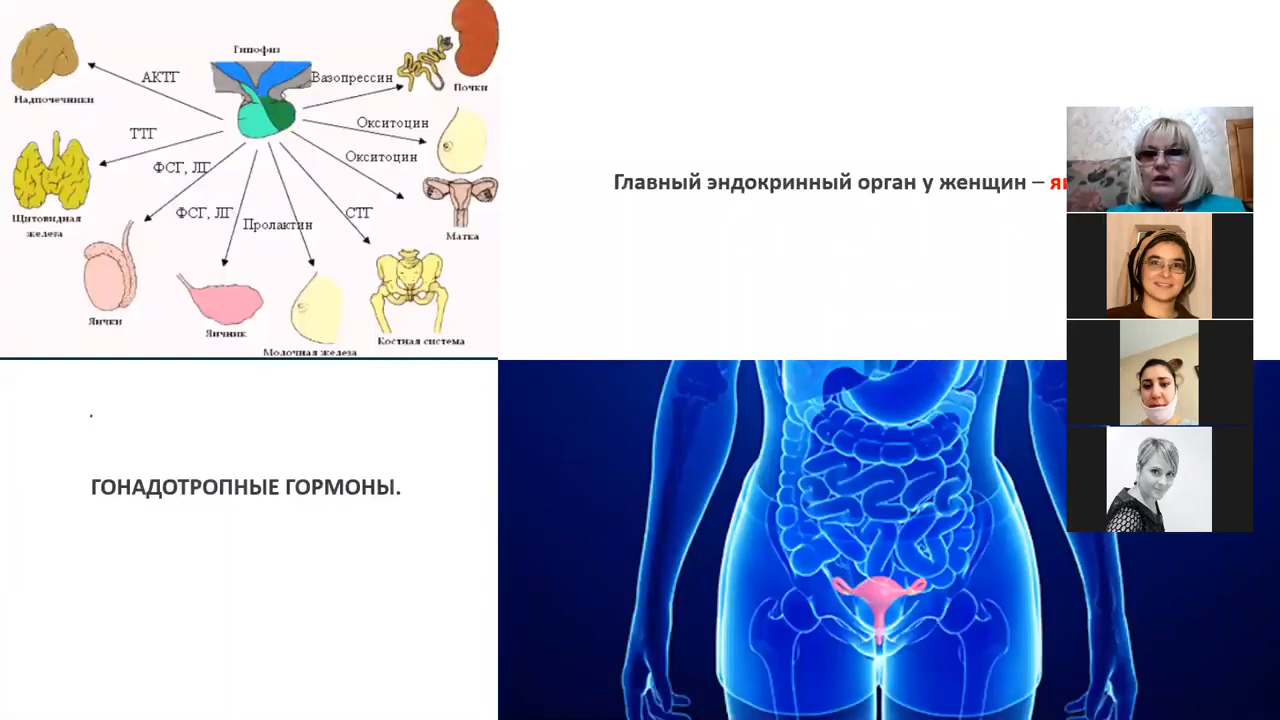 Гипофиз
АКТГ
Вазопрессин
Надпочечники
Почки
ТТГ
Окситоцин
ФСГ, ЛГ
Окситоцин
Щитовидная
железа
ФСГ, ЛГ
Пролактин
СТГ
Матка
Яички
Яичник
Молочная железа
Костная система
Главный эндокринный орган у женщин –
.
ГОНАДОТРОПНЫЕ ГОРМОНЫ.